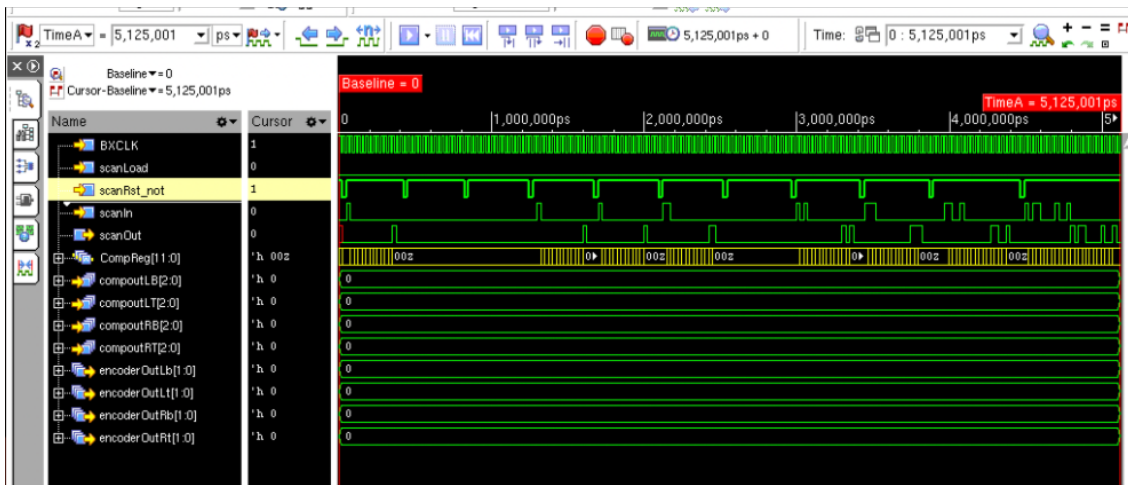 TimeA = 5,125,001 ps 5,125,001ps + 0 Time: 0 : 5,125,001ps
Baseline = 0
Cursor-Baseline = 5,125,001ps
Baseline = 0
TimeA = 5,125,001ps
Name Cursor 0 1,000,000ps 2,000,000ps 3,000,000ps 4,000,000ps 5
BXCLK 1
scanLoad 0
scanRst_not 1
scanIn 0
scanOut 0
CompReg[11:0] 'h 00z 00z 0 00z 00z 0 00z 00z
compoutLB[2:0] 'h 0 0
compoutLT[2:0] 'h 0 0
compoutRB[2:0] 'h 0 0
compoutRT[2:0] 'h 0 0
encoderOutLb[1:0] 'h 0 0
encoderOutLt[1:0] 'h 0 0
encoderOutRb[1:0] 'h 0 0
encoderOutRt[1:0] 'h 0 0